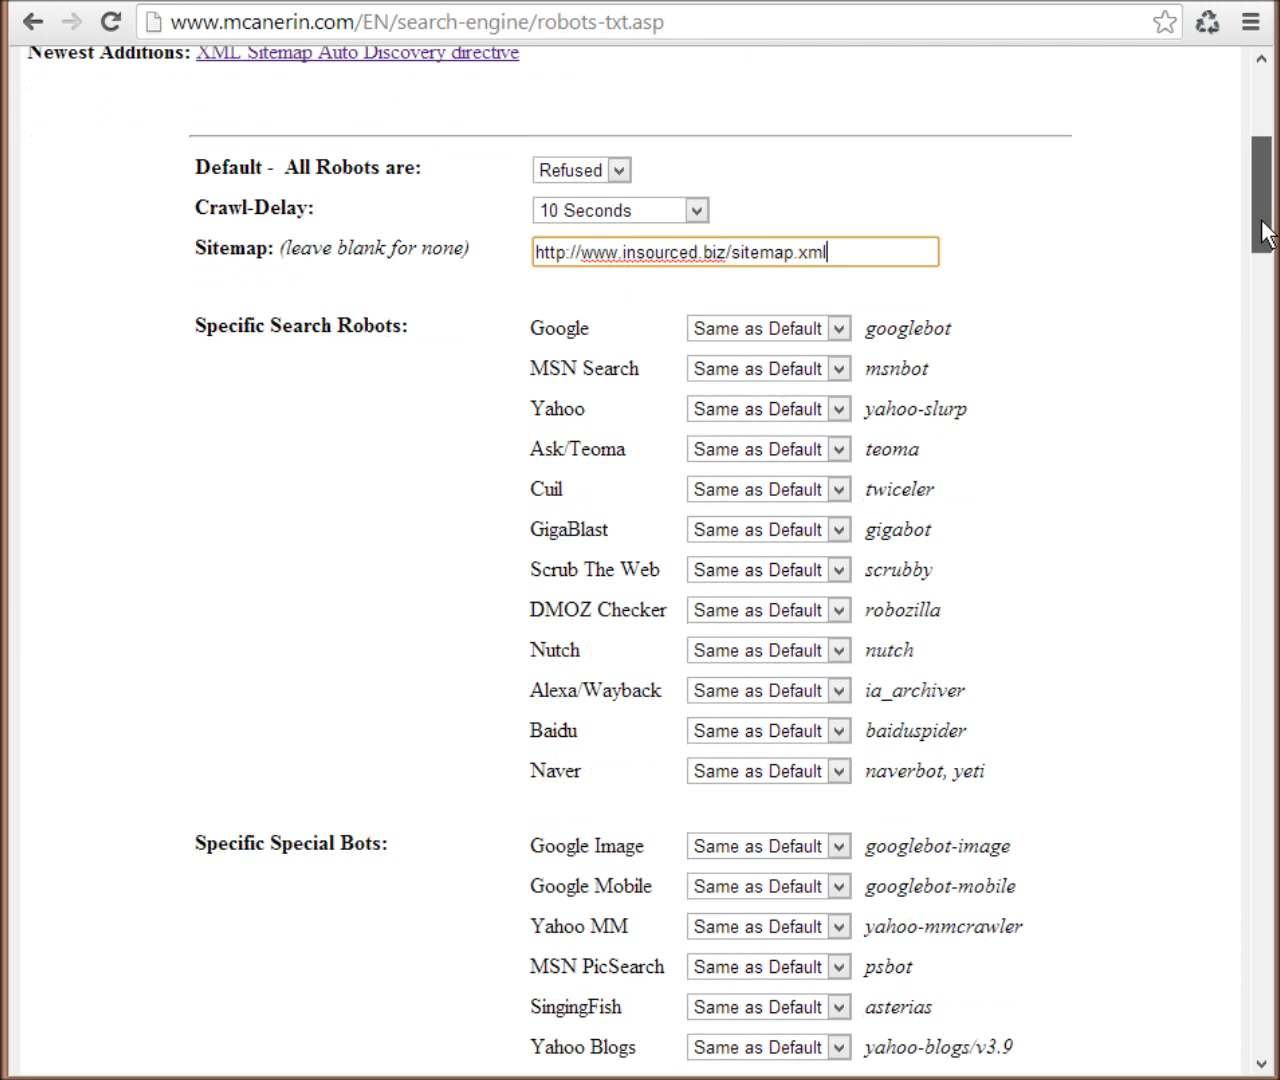 www.mcanerin.com/EN/search-engine/robots-txt.asp
Newest Additions: XML Sitemap Auto Discovery directive
Default -  All Robots are: Refused
Crawl-Delay: 10 Seconds
Sitemap: (leave blank for none) http://www.insourced.biz/sitemap.xml
Specific Search Robots: Google Same as Default googlebot
MSN Search Same as Default msnbot
Yahoo Same as Default yahoo-slurp
Ask/Teoma Same as Default teoma
Cuil Same as Default twiceler
GigaBlast Same as Default gigabot
Scrub The Web Same as Default scrubby
DMOZ Checker Same as Default robozilla
Nutch Same as Default nutch
Alexa/Wayback Same as Default ia_archiver
Baidu Same as Default baiduspider
Naver Same as Default naverbot, yeti
Specific Special Bots: Google Image Same as Default googlebot-image
Google Mobile Same as Default googlebot-mobile
Yahoo MM Same as Default yahoo-mmcrawler
MSN PicSearch Same as Default psbot
SingingFish Same as Default asterias
Yahoo Blogs Same as Default yahoo-blogs/v3.9